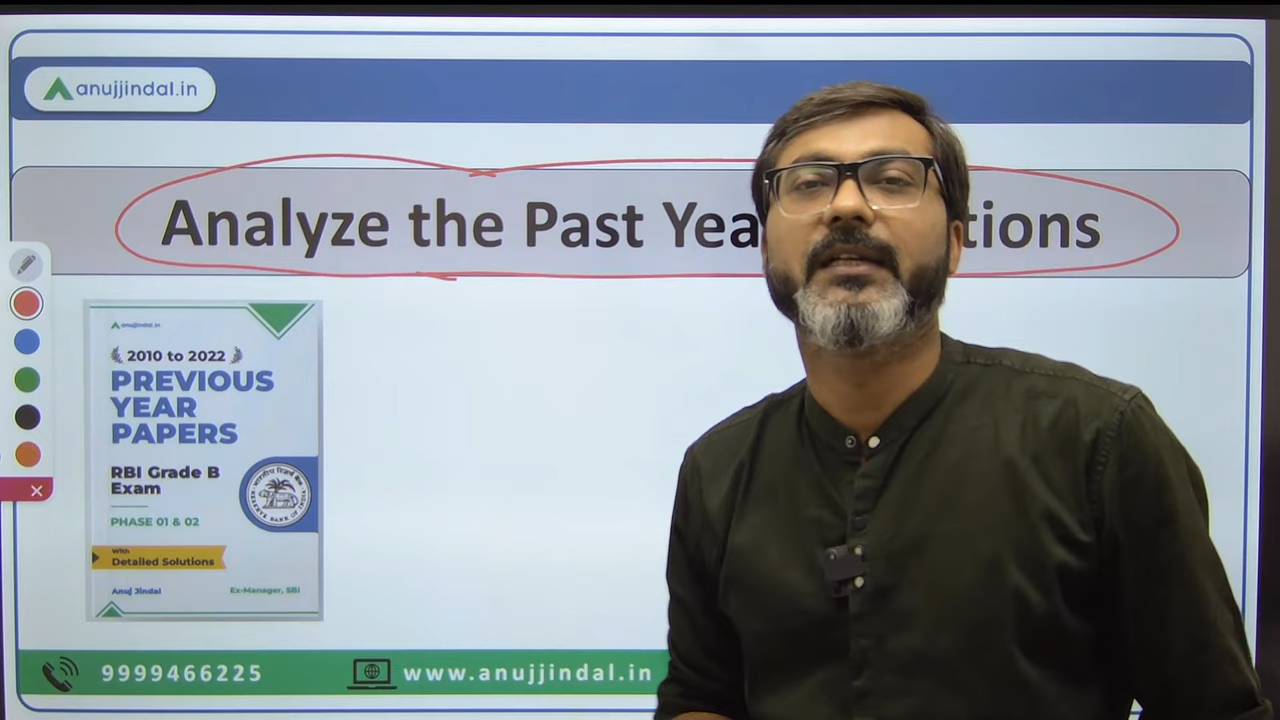 anujjindal.in
Analyze the Past Yea tions
anujjindal.in
2010 to 2022
PREVIOUS
YEAR
PAPERS
RBI Grade B
Exam
PHASE 01 & 02
With
Detailed Solutions
Anuj Jindal Ex-Manager, SBI
9999466225 www.anujjindal.in